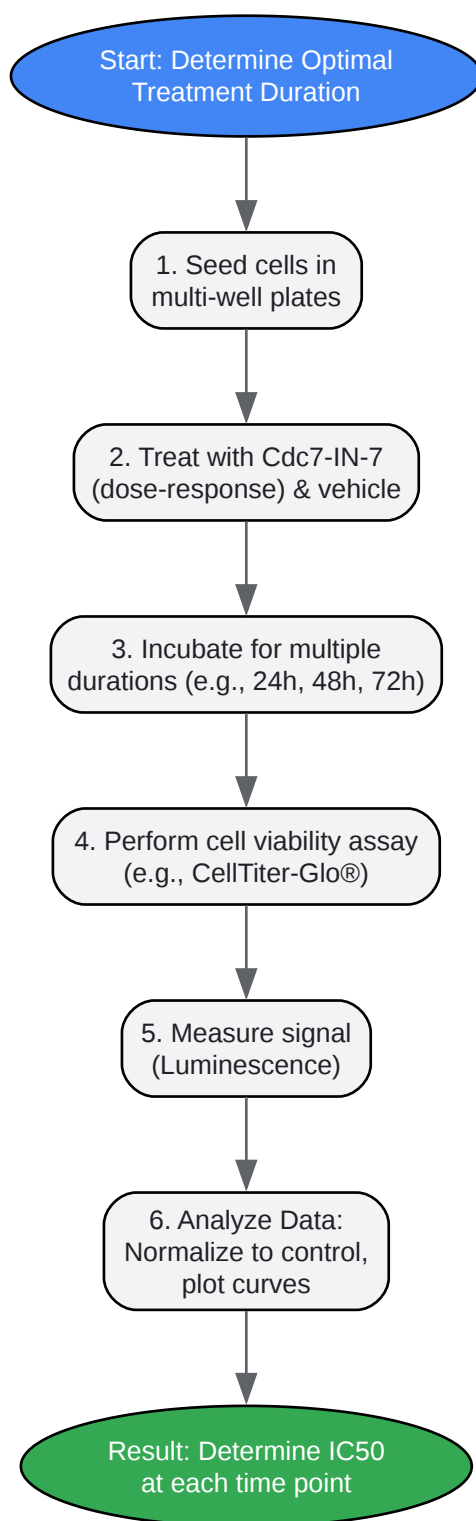 Start: Determine Optimal
Treatment Duration
1. Seed cells in
multi-well plates
2. Treat with Cdc7-IN-7
(dose-response) & vehicle
3. Incubate for multiple
durations (e.g., 24h, 48h, 72h)
4. Perform cell viability assay
(e.g., CellTiter-Glo®)
5. Measure signal
(Luminescence)
6. Analyze Data:
Normalize to control,
plot curves
Result: Determine IC50
at each time point